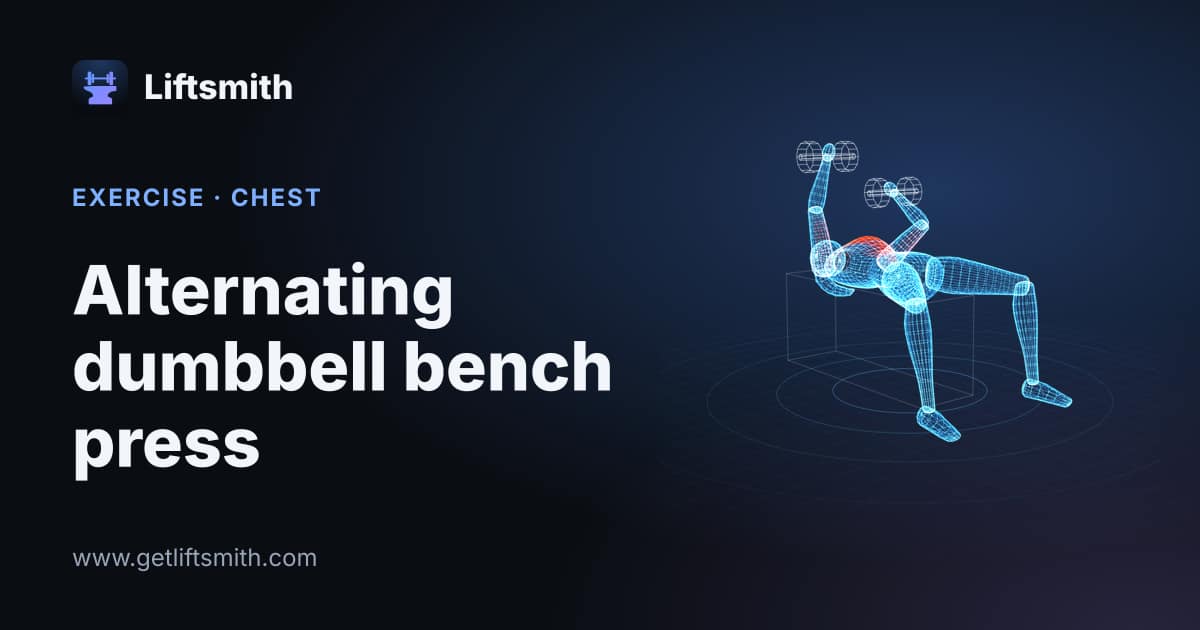 Liftsmith
EXERCISE · CHEST
Alternating
dumbbell bench
press
www.getliftsmith.com